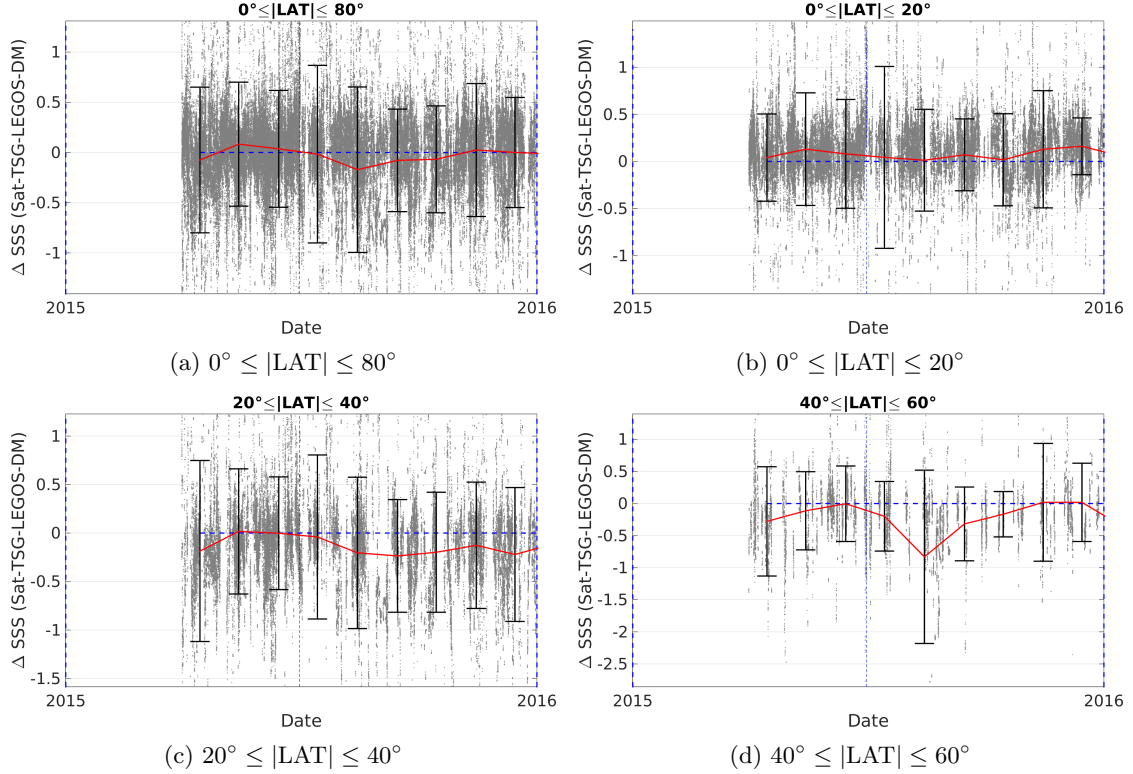 0°≤|LAT|≤ 80°
Δ SSS (Sat-TSG-LEGOS-DM)
1
0.5
0
-0.5
-1
2015
2016
Date
(a) 0° ≤ |LAT| ≤ 80°
0°≤|LAT|≤ 20°
Δ SSS (Sat-TSG-LEGOS-DM)
1
0.5
0
-0.5
-1
2015
2016
Date
(b) 0° ≤ |LAT| ≤ 20°
20°≤|LAT|≤ 40°
Δ SSS (Sat-TSG-LEGOS-DM)
1
0.5
0
-0.5
-1
-1.5
2015
2016
Date
(c) 20° ≤ |LAT| ≤ 40°
40°≤|LAT|≤ 60°
Δ SSS (Sat-TSG-LEGOS-DM)
1
0.5
0
-0.5
-1
-1.5
-2
-2.5
2015
2016
Date
(d) 40° ≤ |LAT| ≤ 60°